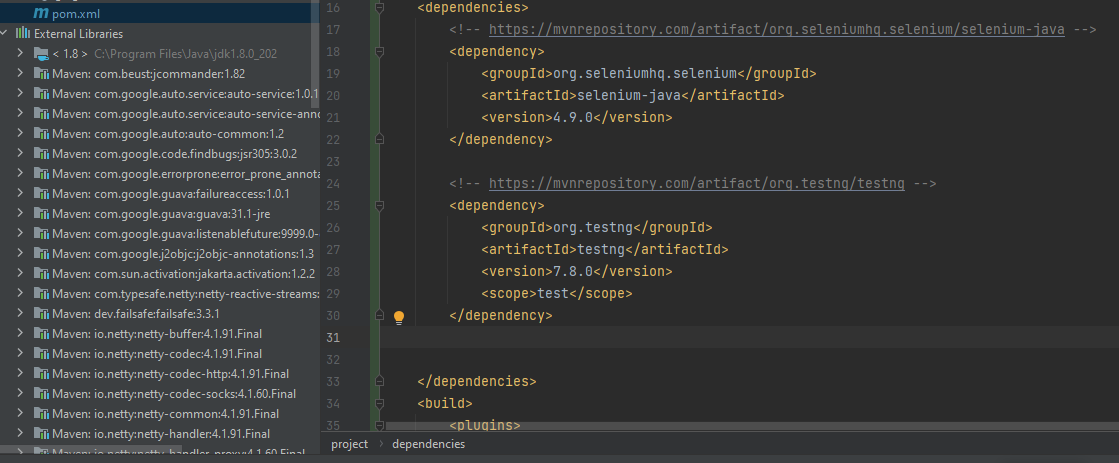 pom.xml
External Libraries
< 1.8 > C:\Program Files\Java\jdk1.8.0_202
Maven: com.beust:jcommander:1.82
Maven: com.google.auto.service:auto-service:1.0.1
Maven: com.google.auto.service:auto-service-anno
Maven: com.google.auto:auto-common:1.2
Maven: com.google.code.findbugs:jsr305:3.0.2
Maven: com.google.errorprone:error_prone_annota
Maven: com.google.guava:failureaccess:1.0.1
Maven: com.google.guava:guava:31.1-jre
Maven: com.google.guava:listenablefuture:9999.0-
Maven: com.google.j2objc:j2objc-annotations:1.3
Maven: com.sun.activation:jakarta.activation:1.2.2
Maven: com.typesafe.netty:netty-reactive-streams:
Maven: dev.failsafe:failsafe:3.3.1
Maven: io.netty:netty-buffer:4.1.91.Final
Maven: io.netty:netty-codec:4.1.91.Final
Maven: io.netty:netty-codec-http:4.1.91.Final
Maven: io.netty:netty-codec-socks:4.1.60.Final
Maven: io.netty:netty-common:4.1.91.Final
Maven: io.netty:netty-handler:4.1.91.Final
Maven: io.netty:netty-handler-proxy:4.1.60.Final
16 <dependencies>
17 <!-- https://mvnrepository.com/artifact/org.seleniumhq.selenium/selenium-java -->
18 <dependency>
19 <groupId>org.seleniumhq.selenium</groupId>
20 <artifactId>selenium-java</artifactId>
21 <version>4.9.0</version>
22 </dependency>
23
24 <!-- https://mvnrepository.com/artifact/org.testng/testng -->
25 <dependency>
26 <groupId>org.testng</groupId>
27 <artifactId>testng</artifactId>
28 <version>7.8.0</version>
29 <scope>test</scope>
30 </dependency>
31
32
33 </dependencies>
34 <build>
35 <plugins>
project > dependencies